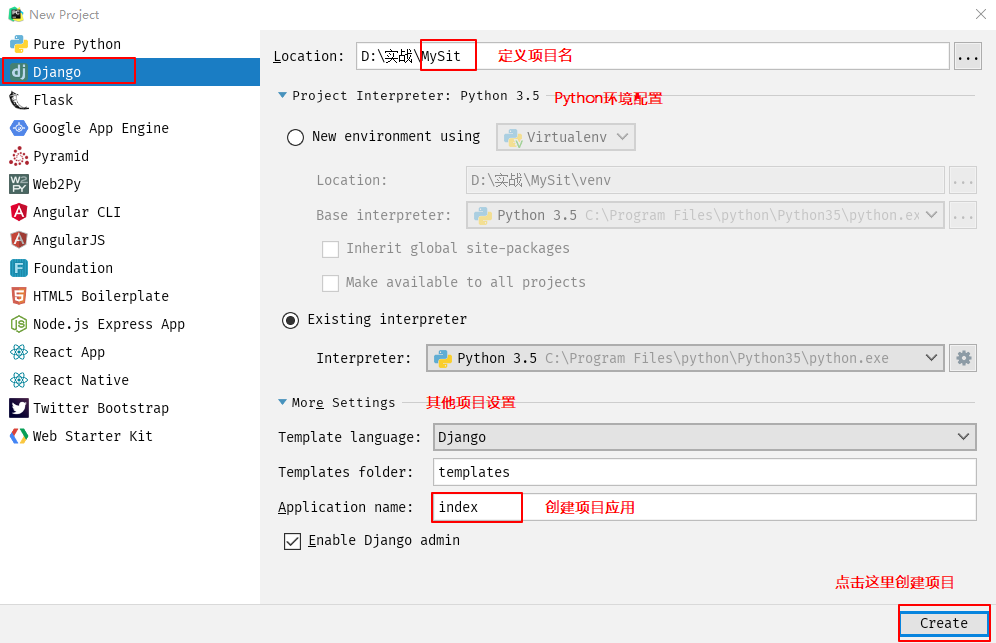 New Project
Pure Python
Django
Flask
Google App Engine
Pyramid
Web2Py
Angular CLI
AngularJS
Foundation
HTML5 Boilerplate
Node.js Express App
React App
React Native
Twitter Bootstrap
Web Starter Kit
Location: D:\实战\MySit 定义项目名 ...
Project Interpreter: Python 3.5 Python环境配置
New environment using Virtualenv
Location: D:\实战\MySit\venv ...
Base interpreter: Python 3.5 C:\Program Files\python\Python35\python.ex ...
Inherit global site-packages
Make available to all projects
Existing interpreter
Interpreter: Python 3.5 C:\Program Files\python\Python35\python.exe
More Settings 其他项目设置
Template language: Django
Templates folder: templates
Application name: index 创建项目应用
Enable Django admin
点击这里创建项目
Create